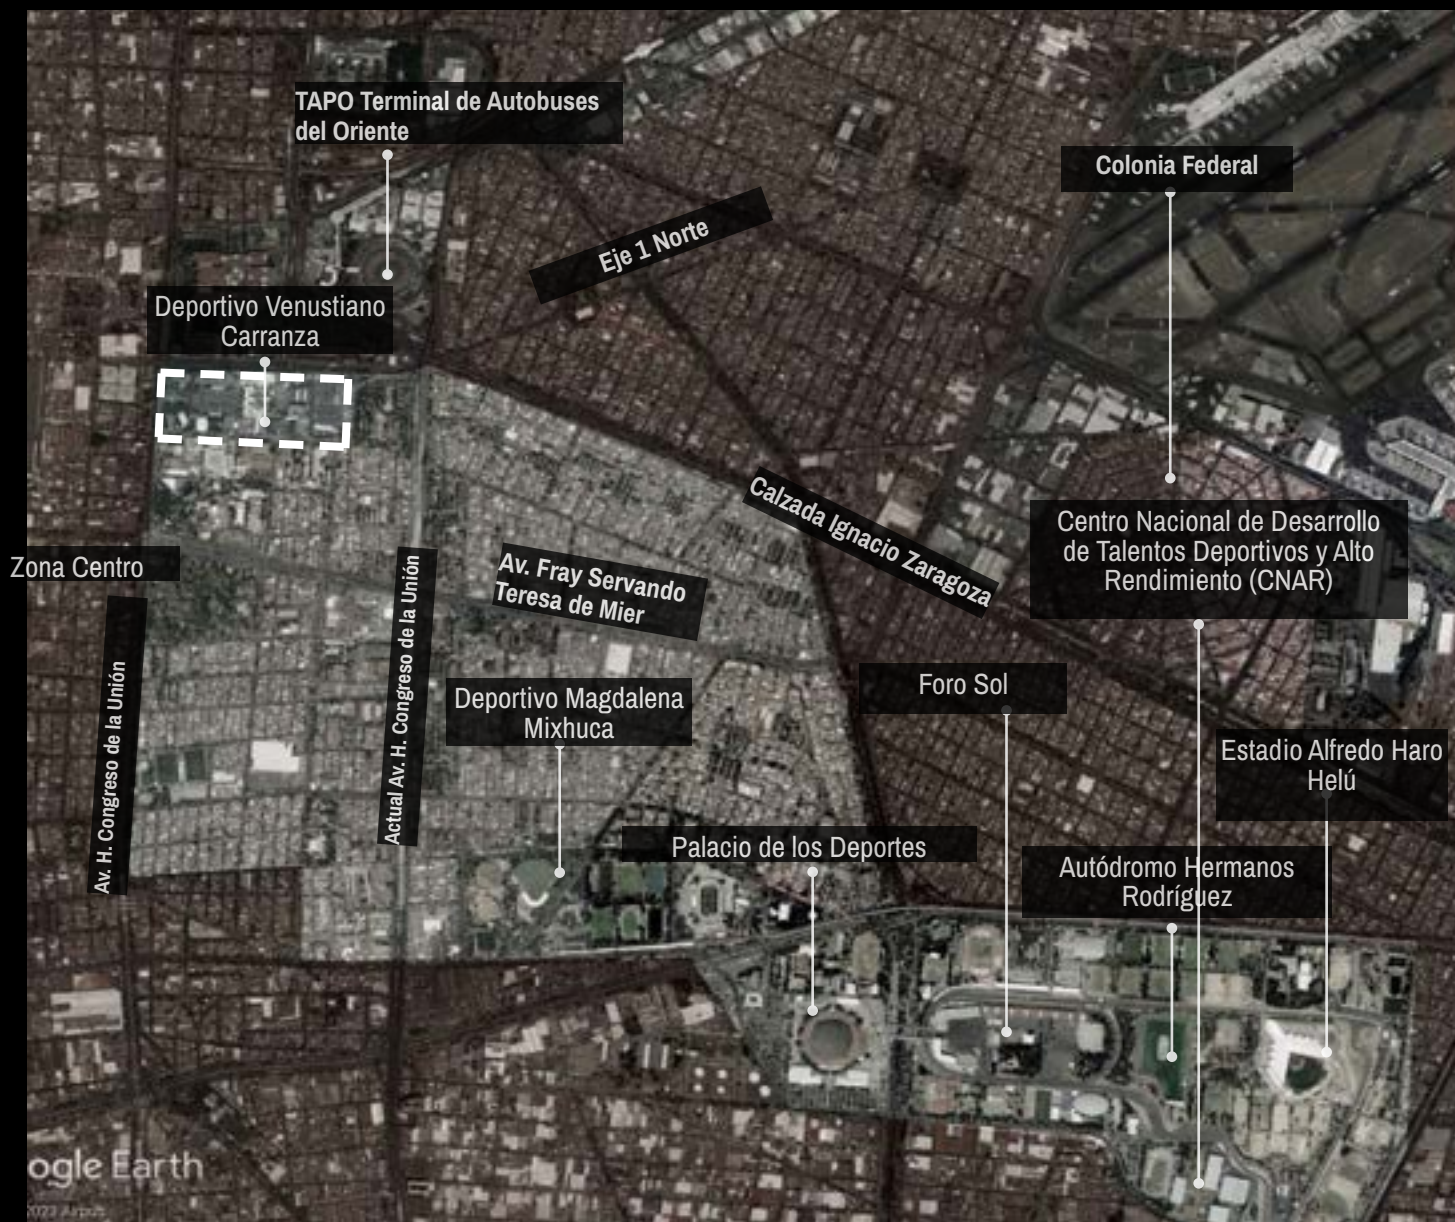 TAPO Terminal de Autobuses
del Oriente
Colonia Federal
Eje 1 Norte
Deportivo Venustiano
Carranza
Calzada Ignacio Zaragoza
Centro Nacional de Desarrollo
de Talentos Deportivos y Alto
Rendimiento (CNAR)
Zona Centro
Av. Fray Servando
Teresa de Mier
Actual Av. H. Congreso de la Unión
Av. H. Congreso de la Unión
Deportivo Magdalena
Mixhuca
Foro Sol
Estadio Alfredo Haro
Helú
Palacio de los Deportes
Autódromo Hermanos
Rodríguez
ogle Earth
2023 Airbus